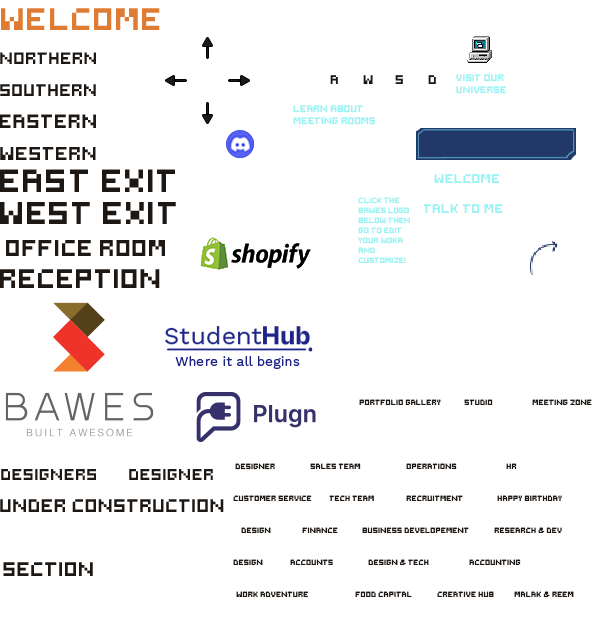 WELCOME
NORTHERN
SOUTHERN
EASTERN
WESTERN
EAST EXIT
WEST EXIT
OFFICE ROOM
RECEPTION
A W S D
VISIT OUR
UNIVERSE
LEARN ABOUT
MEETING ROOMS
WELCOME
TALK TO ME
CLICK THE
BAWES LOGO
BELOW THEN
GO TO EDIT
YOUR WOKA
AND
CUSTOMIZE!
shopify
StudentHub.
Where it all begins
BAWES
BUILT AWESOME
Plugn
PORTFOLIO GALLERY STUDIO MEETING ZONE
DESIGNERS DESIGNER
UNDER CONSTRUCTION
SECTION
DESIGNER SALES TEAM OPERATIONS HR
CUSTOMER SERVICE TECH TEAM RECRUITMENT HAPPY BIRTHDAY
DESIGN FINANCE BUSINESS DEVELOPEMENT RESEARCH & DEV
DESIGN ACCOUNTS DESIGN & TECH ACCOUNTING
WORK ADVENTURE FOOD CAPITAL CREATIVE HUB MALAK & REEM